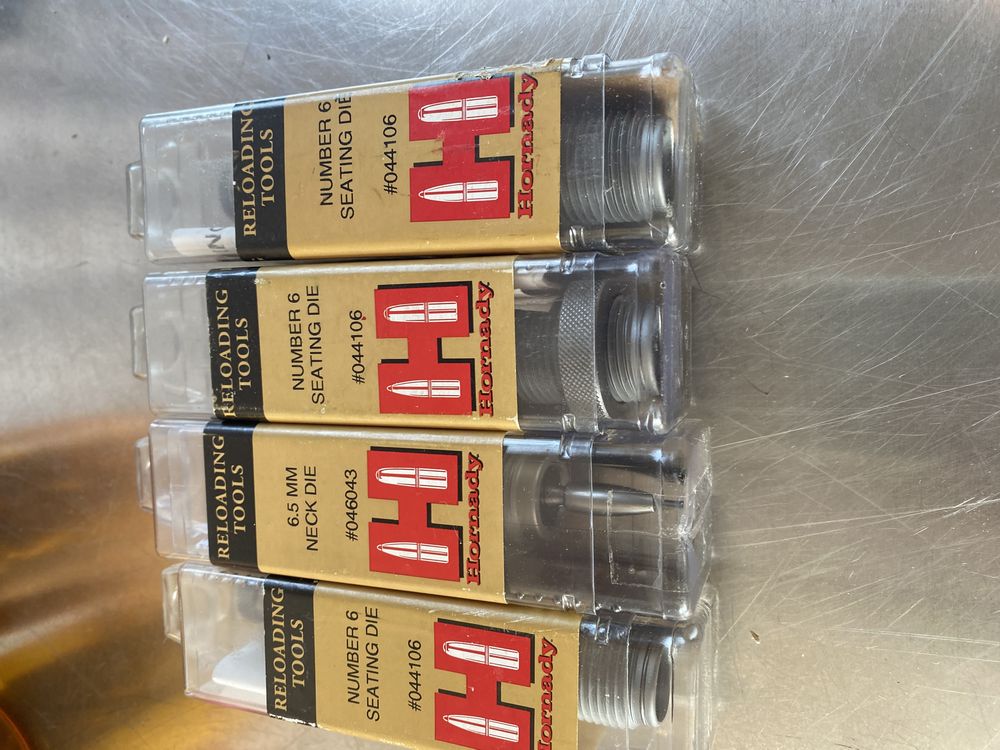 RELOADING
TOOLS
NUMBER 6
SEATING DIE
#044106
Hornady
RELOADING
TOOLS
NUMBER 6
SEATING DIE
#044106
Hornady
RELOADING
TOOLS
6.5 MM
NECK DIE
#046043
Hornady
RELOADING
TOOLS
NUMBER 6
SEATING DIE
#044106
Hornady